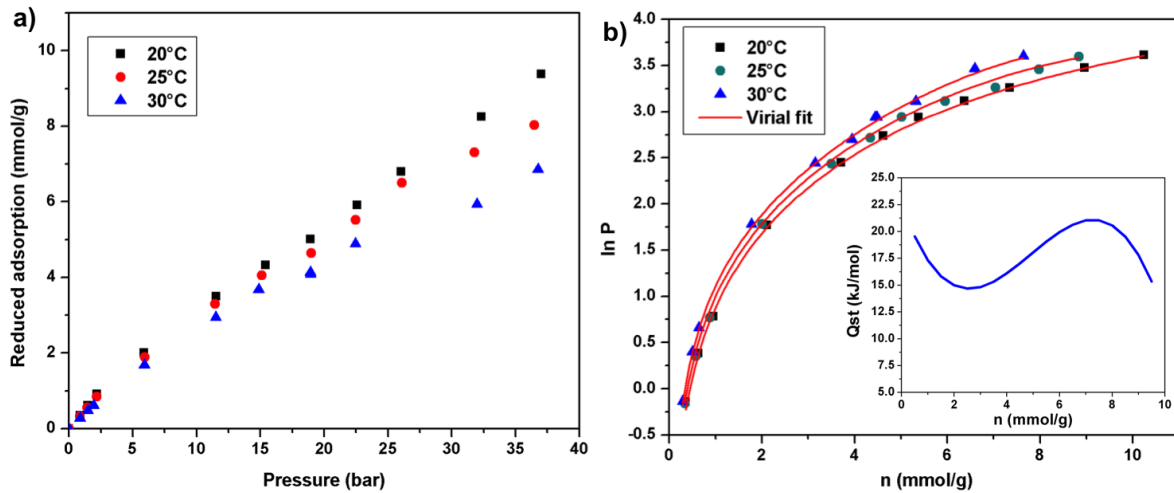 a)
20°C
25°C
30°C
10
8
6
4
2
0
Reduced adsorption (mmol/g)
0 5 10 15 20 25 30 35 40
Pressure (bar)
b)
20°C
25°C
30°C
Virial fit
4.0
3.5
3.0
2.5
2.0
1.5
1.0
0.5
0.0
-0.5
ln P
0 2 4 6 8 10
n (mmol/g)
25.0
22.5
20.0
17.5
15.0
12.5
10.0
7.5
5.0
Qst (kJ/mol)
0 2 4 6 8 10
n (mmol/g)